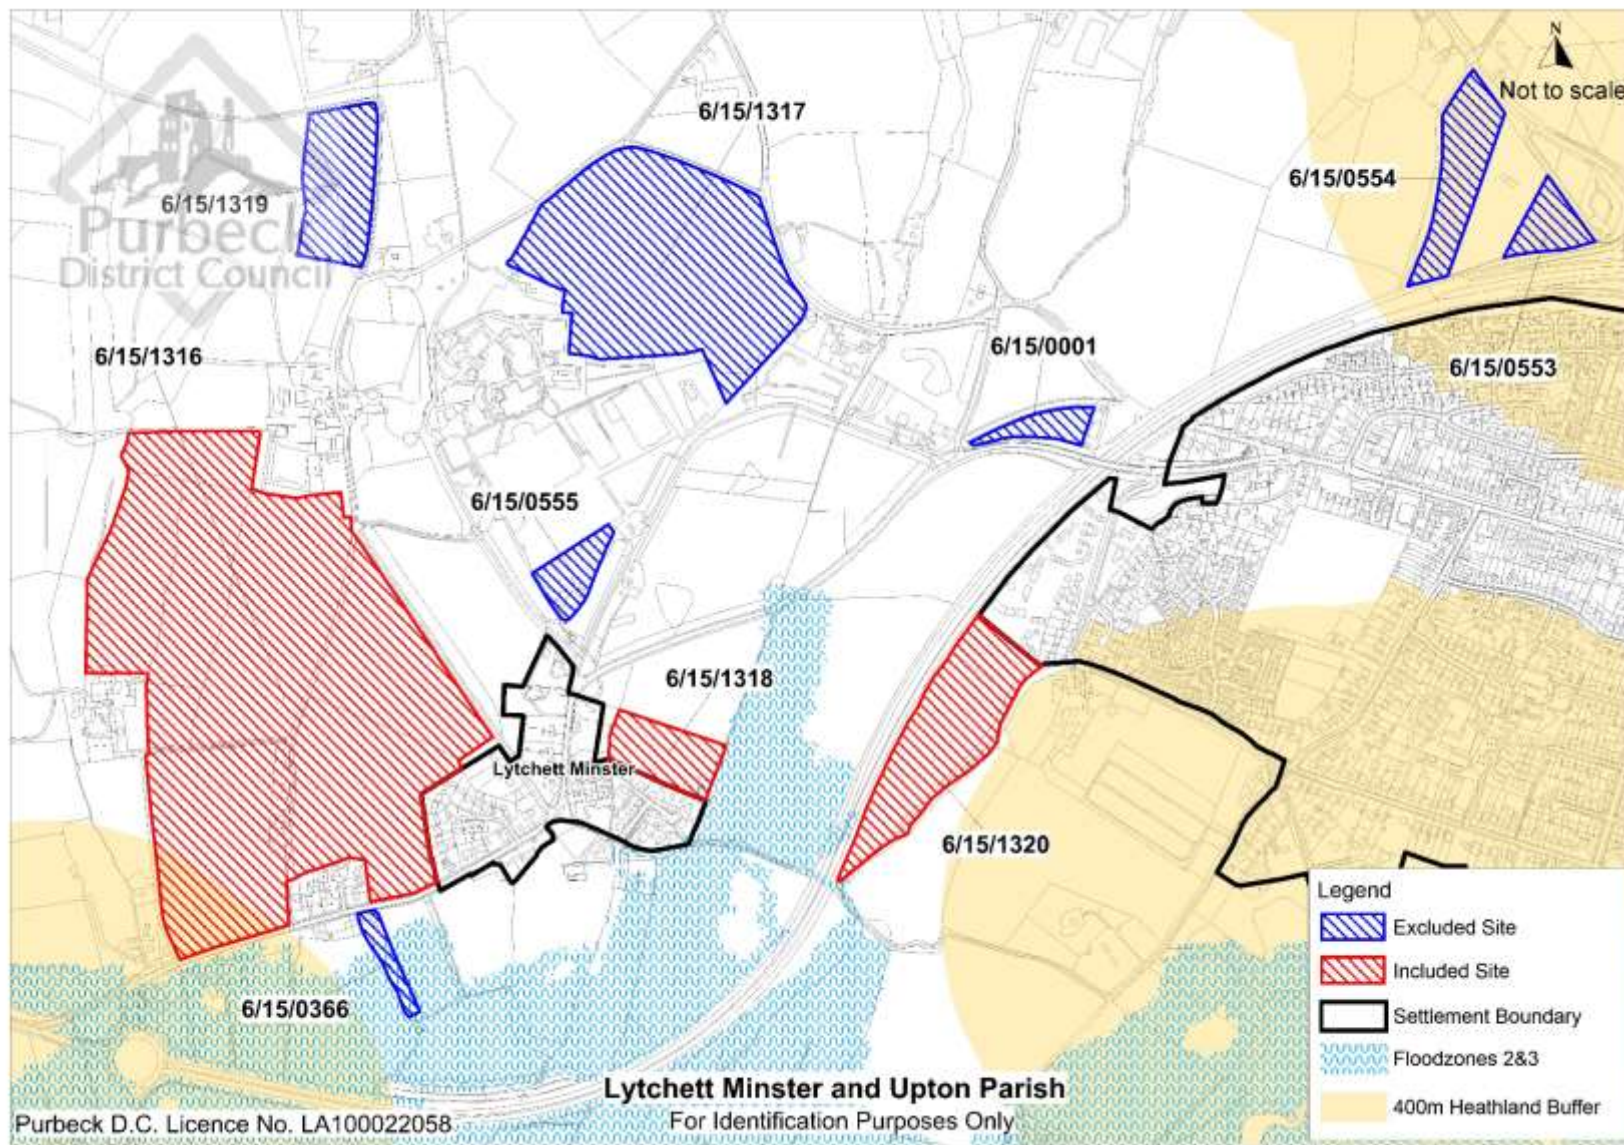 N
Not to scale
6/15/1317
6/15/0554
6/15/1319
Purbeck
District Council
6/15/1316
6/15/0001
6/15/0553
6/15/0555
6/15/1318
Lytchett Minster
6/15/1320
6/15/0366
Legend
Excluded Site
Included Site
Settlement Boundary
Floodzones 2&3
400m Heathland Buffer
Lytchett Minster and Upton Parish
For Identification Purposes Only
Purbeck D.C. Licence No. LA100022058